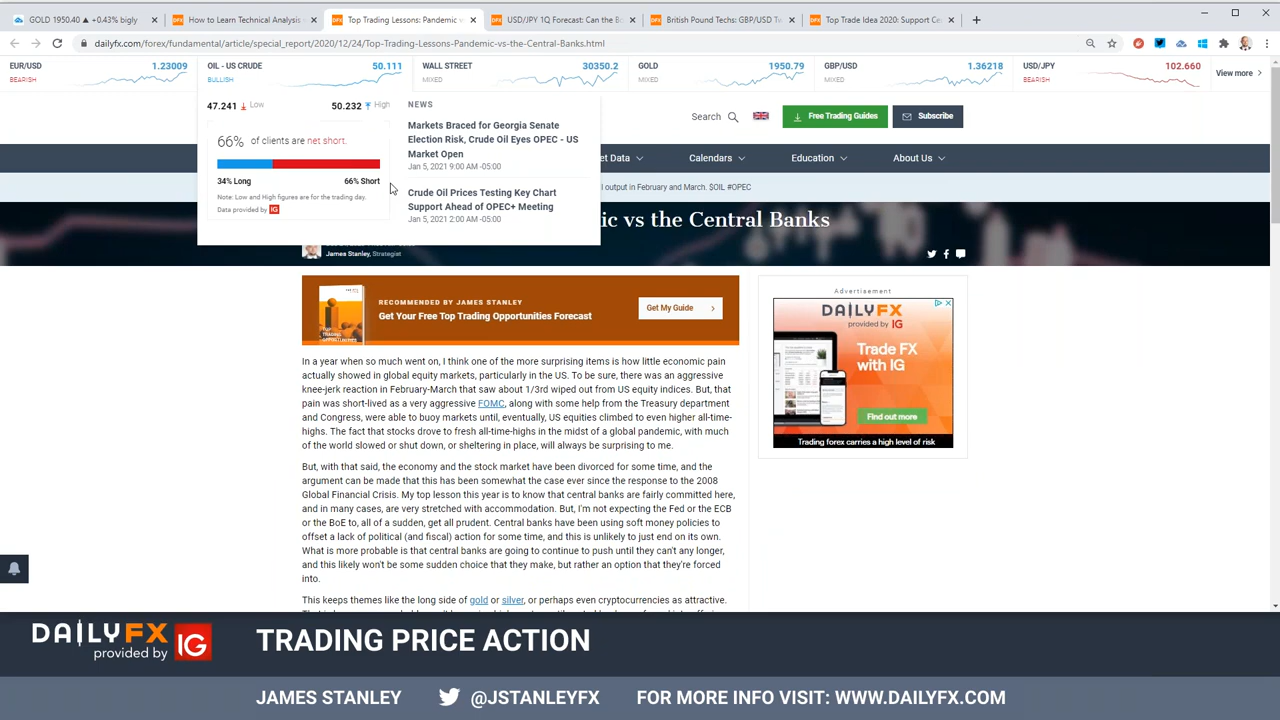 GOLD 1950.40 ▲ +0.43% bigly
How to Learn Technical Analysis
Top Trading Lessons: Pandemic v
USD/JPY 1Q Forecast: Can the Bo
British Pound Techs: GBP/USD Te
Top Trade Idea 2020: Support Ce
dailyfx.com/forex/fundamental/article/special_report/2020/12/24/Top-Trading-Lessons-Pandemic-vs-the-Central-Banks.html
EUR/USD 1.23009
BEARISH
OIL - US CRUDE 50.111
BULLISH
WALL STREET 30350.2
MIXED
GOLD 1950.79
MIXED
GBP/USD 1.36218
MIXED
USD/JPY 102.660
BEARISH
View more
47.241 Low 50.232 High
66% of clients are net short.
34% Long 66% Short
Note: Low and High figures are for the trading day.
Data provided by IG
NEWS
Markets Braced for Georgia Senate
Election Risk, Crude Oil Eyes OPEC - US
Market Open
Jan 5, 2021 9:00 AM -05:00
Crude Oil Prices Testing Key Chart
Support Ahead of OPEC+ Meeting
Jan 5, 2021 2:00 AM -05:00
Search
Free Trading Guides
Subscribe
et Data
Calendars
Education
About Us
l output in February and March. $OIL #OPEC
ic vs the Central Banks
James Stanley, Strategist
RECOMMENDED BY JAMES STANLEY
Get Your Free Top Trading Opportunities Forecast
Get My Guide
In a year when so much went on, I think one of the more surprising items is how little economic pain
actually showed in global equity markets, particularly in the US. To be sure, there was an aggressive
knee-jerk reaction in February-March that saw about 1/3rd wiped out from US equity indices. But, that
pain was short-lived as a very aggressive FOMC, along with some help from the Treasury department
and Congress, were able to buoy markets until, eventually, US equities climbed to even higher all-time-
highs. The fact that stocks drove to fresh all-time-highs in the midst of a global pandemic, with much
of the world slowed or shut down, or sheltering in place, will always be surprising to me.
But, with that said, the economy and the stock market have been divorced for some time, and the
argument can be made that this has been somewhat the case ever since the response to the 2008
Global Financial Crisis. My top lesson this year is to know that central banks are fairly committed here,
and in many cases, are very stretched with accommodation. But, I'm not expecting the Fed or the ECB
or the BoE to, all of a sudden, get all prudent. Central banks have been using soft money policies to
offset a lack of political (and fiscal) action for some time, and this is unlikely to just end on its own.
What is more probable is that central banks are going to continue to push until they can't any longer,
and this likely won't be some sudden choice that they make, but rather an option that they're forced
into.
This keeps themes like the long side of gold or silver, or perhaps even cryptocurrencies as attractive.
Advertisement
DAILYFX
provided by IG
Trade FX
with IG
Find out more
Trading forex carries a high level of risk
DAILYFX
provided by IG
TRADING PRICE ACTION
JAMES STANLEY @JSTANLEYFX FOR MORE INFO VISIT: WWW.DAILYFX.COM